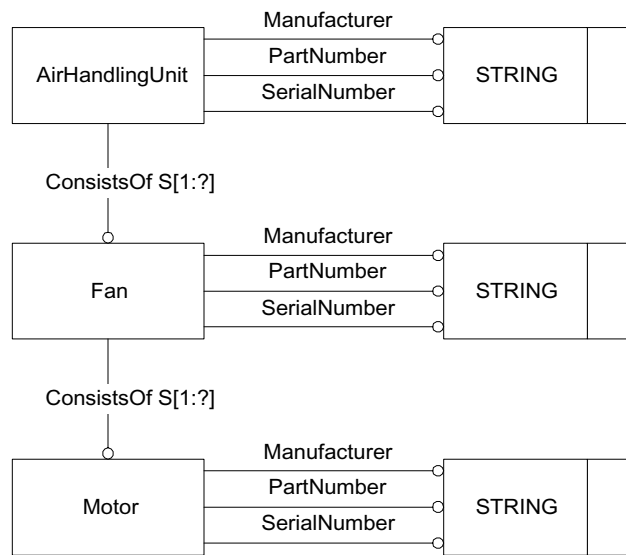 Manufacturer
PartNumber
AirHandlingUnit
STRING
SerialNumber
ConsistsOf S[1:?]
Manufacturer
PartNumber
Fan
STRING
SerialNumber
ConsistsOf S[1:?]
Manufacturer
PartNumber
Motor
STRING
SerialNumber